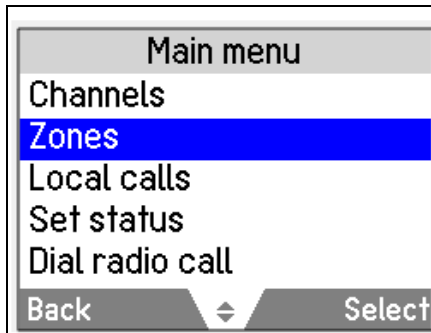 Main menu
Channels
Zones
Local calls
Set status
Dial radio call
Back Select